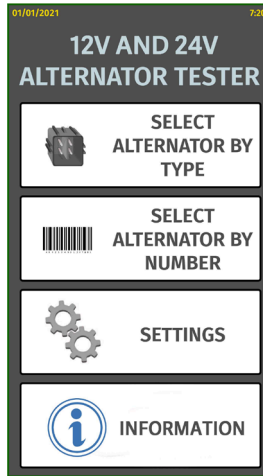 01/01/2021 7:20
12V AND 24V
ALTERNATOR TESTER
SELECT
ALTERNATOR BY
TYPE
SELECT
ALTERNATOR BY
NUMBER
SETTINGS
INFORMATION